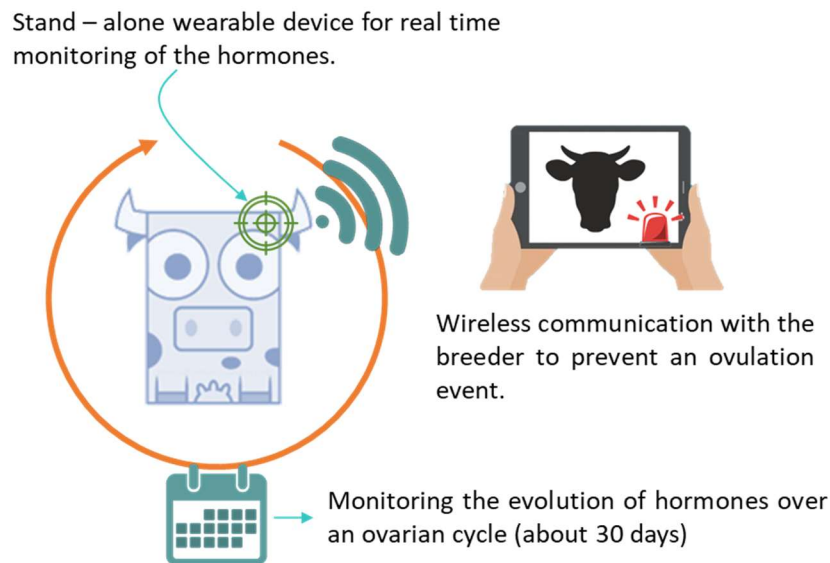 Stand – alone wearable device for real time
monitoring of the hormones.
Wireless communication with the
breeder to prevent an ovulation
event.
Monitoring the evolution of hormones over
an ovarian cycle (about 30 days)